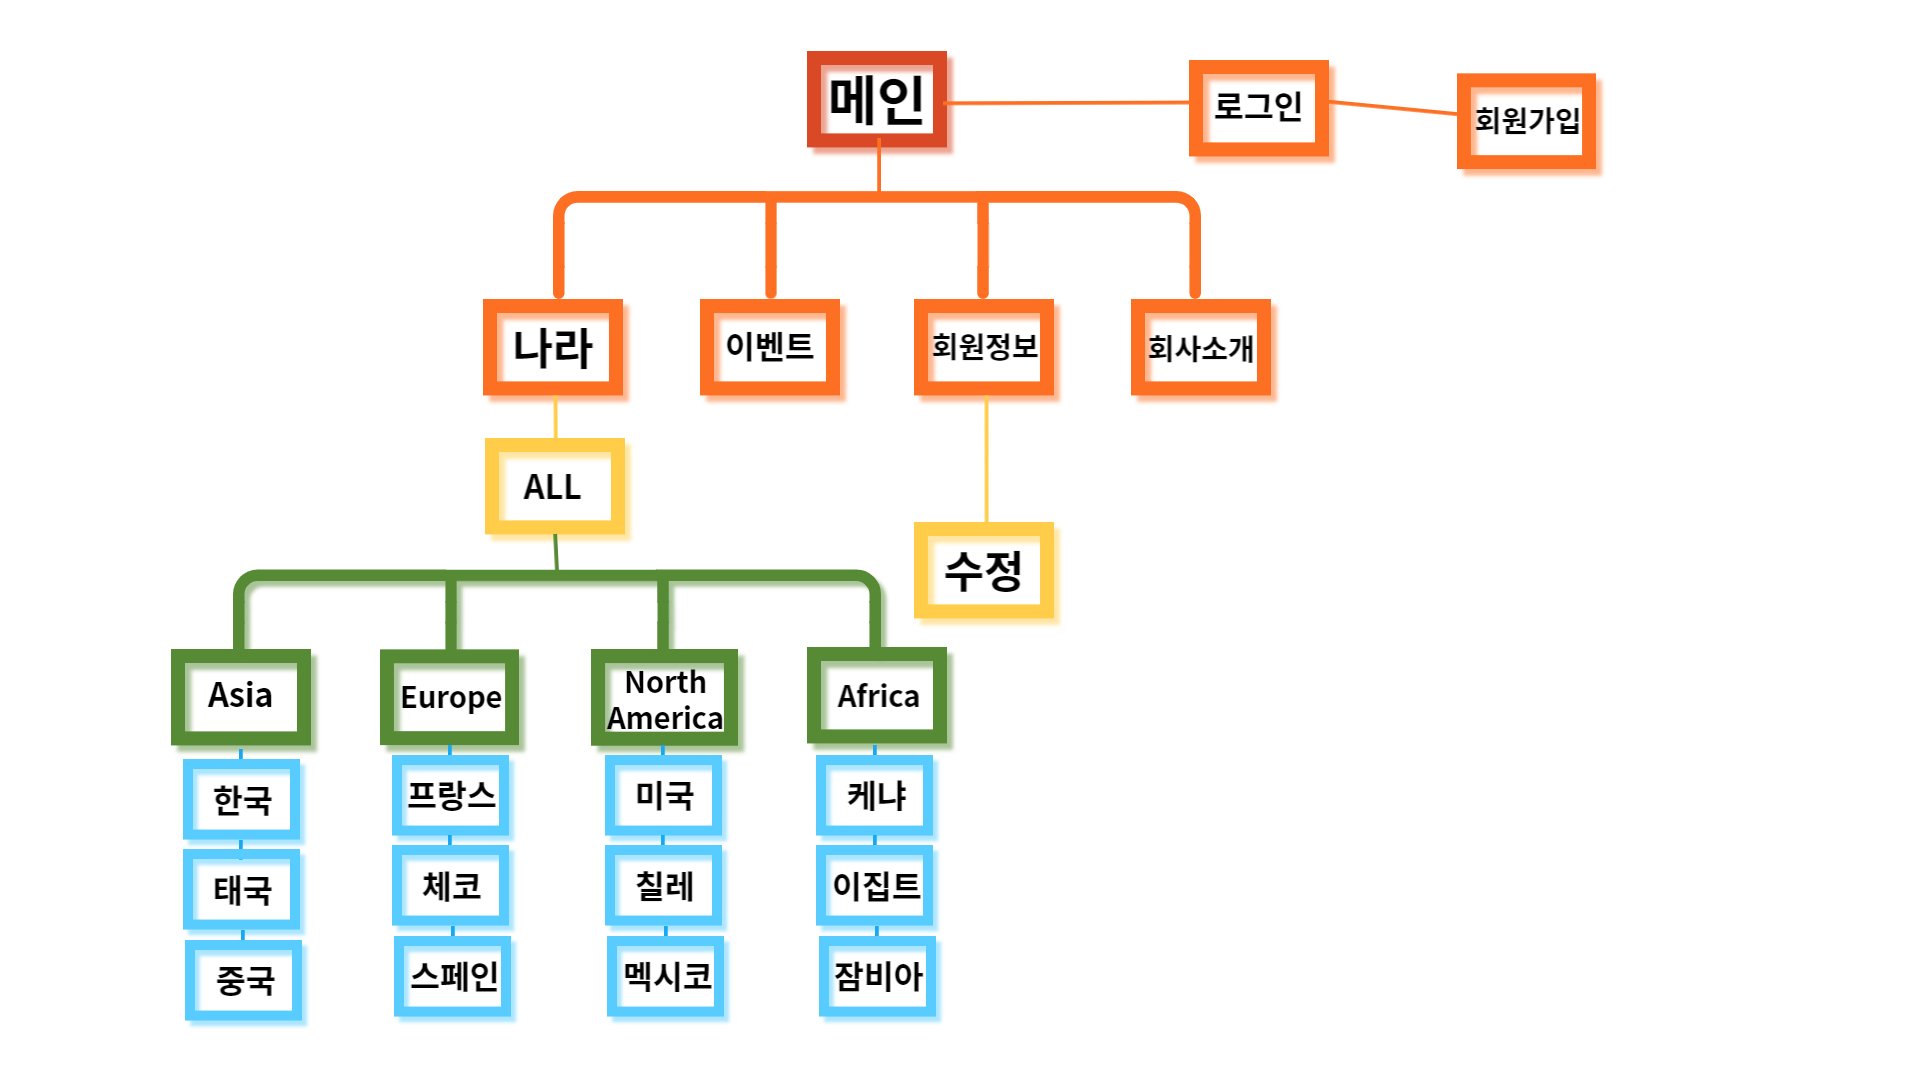 메인
로그인
회원가입
나라
이벤트
회원정보
회사소개
ALL
수정
Asia
Europe
North
America
Africa
한국
프랑스
미국
케냐
태국
체코
칠레
이집트
중국
스페인
멕시코
잠비아